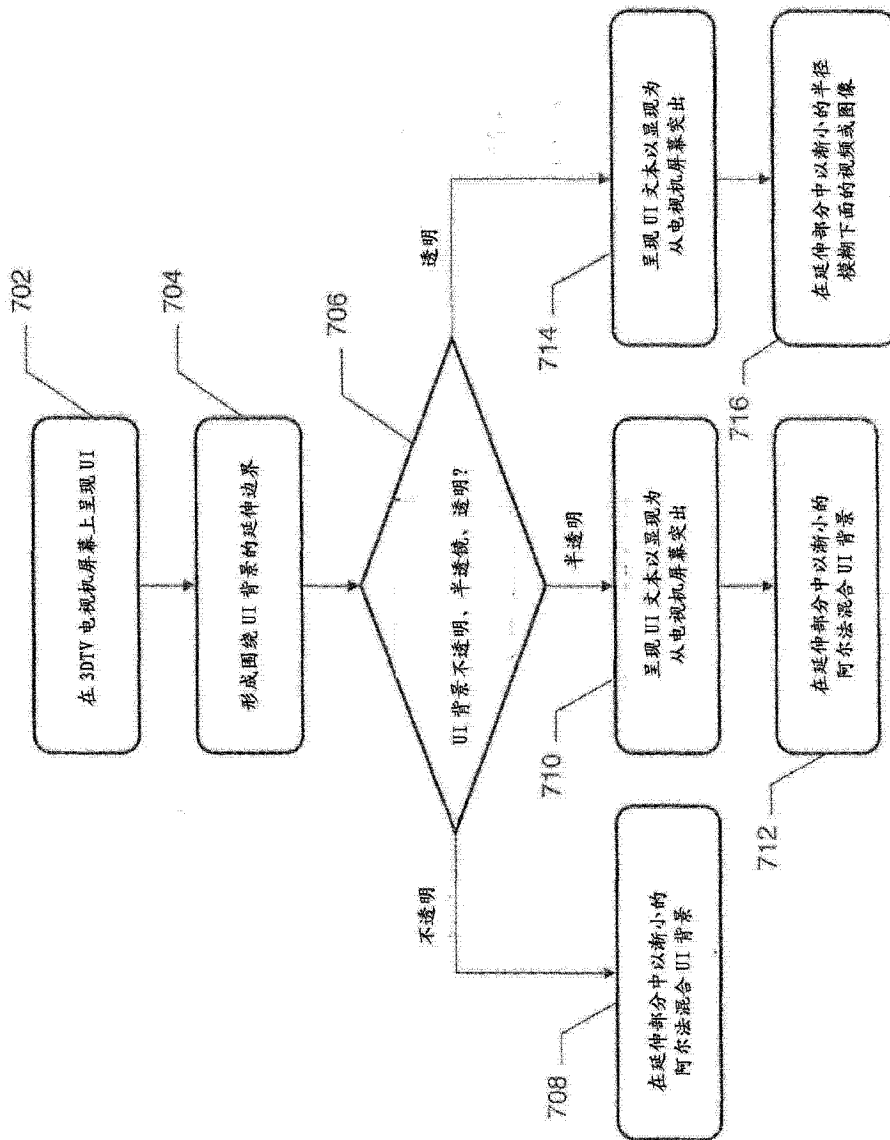 702
在 3DTV 电视机屏幕上呈现 UI
704
形成围绕 UI 背景的延伸边界
706
UI 背景不透明、半透镜、透明?
不透明
半透明
透明
708
在延伸部分中以渐小的
阿尔法混合 UI 背景
710
呈现 UI 文本以显现为
从电视机屏幕突出
712
在延伸部分中以渐小的
阿尔法混合 UI 背景
714
呈现 UI 文本以显现为
从电视机屏幕突出
716
在延伸部分中以渐小的半径
模糊下面的视频或图像